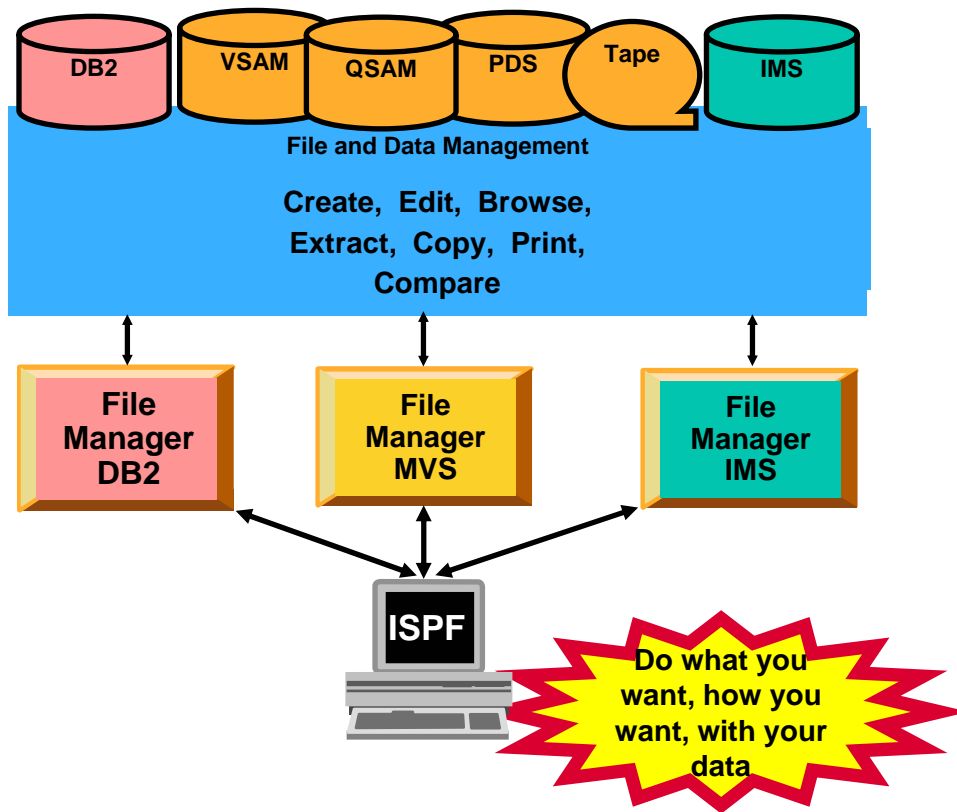 DB2
VSAM
QSAM
PDS
Tape
IMS
File and Data Management
Create, Edit, Browse,
Extract, Copy, Print,
Compare
File
Manager
DB2
File
Manager
MVS
File
Manager
IMS
ISPF
Do what you
want, how you
want, with your
data